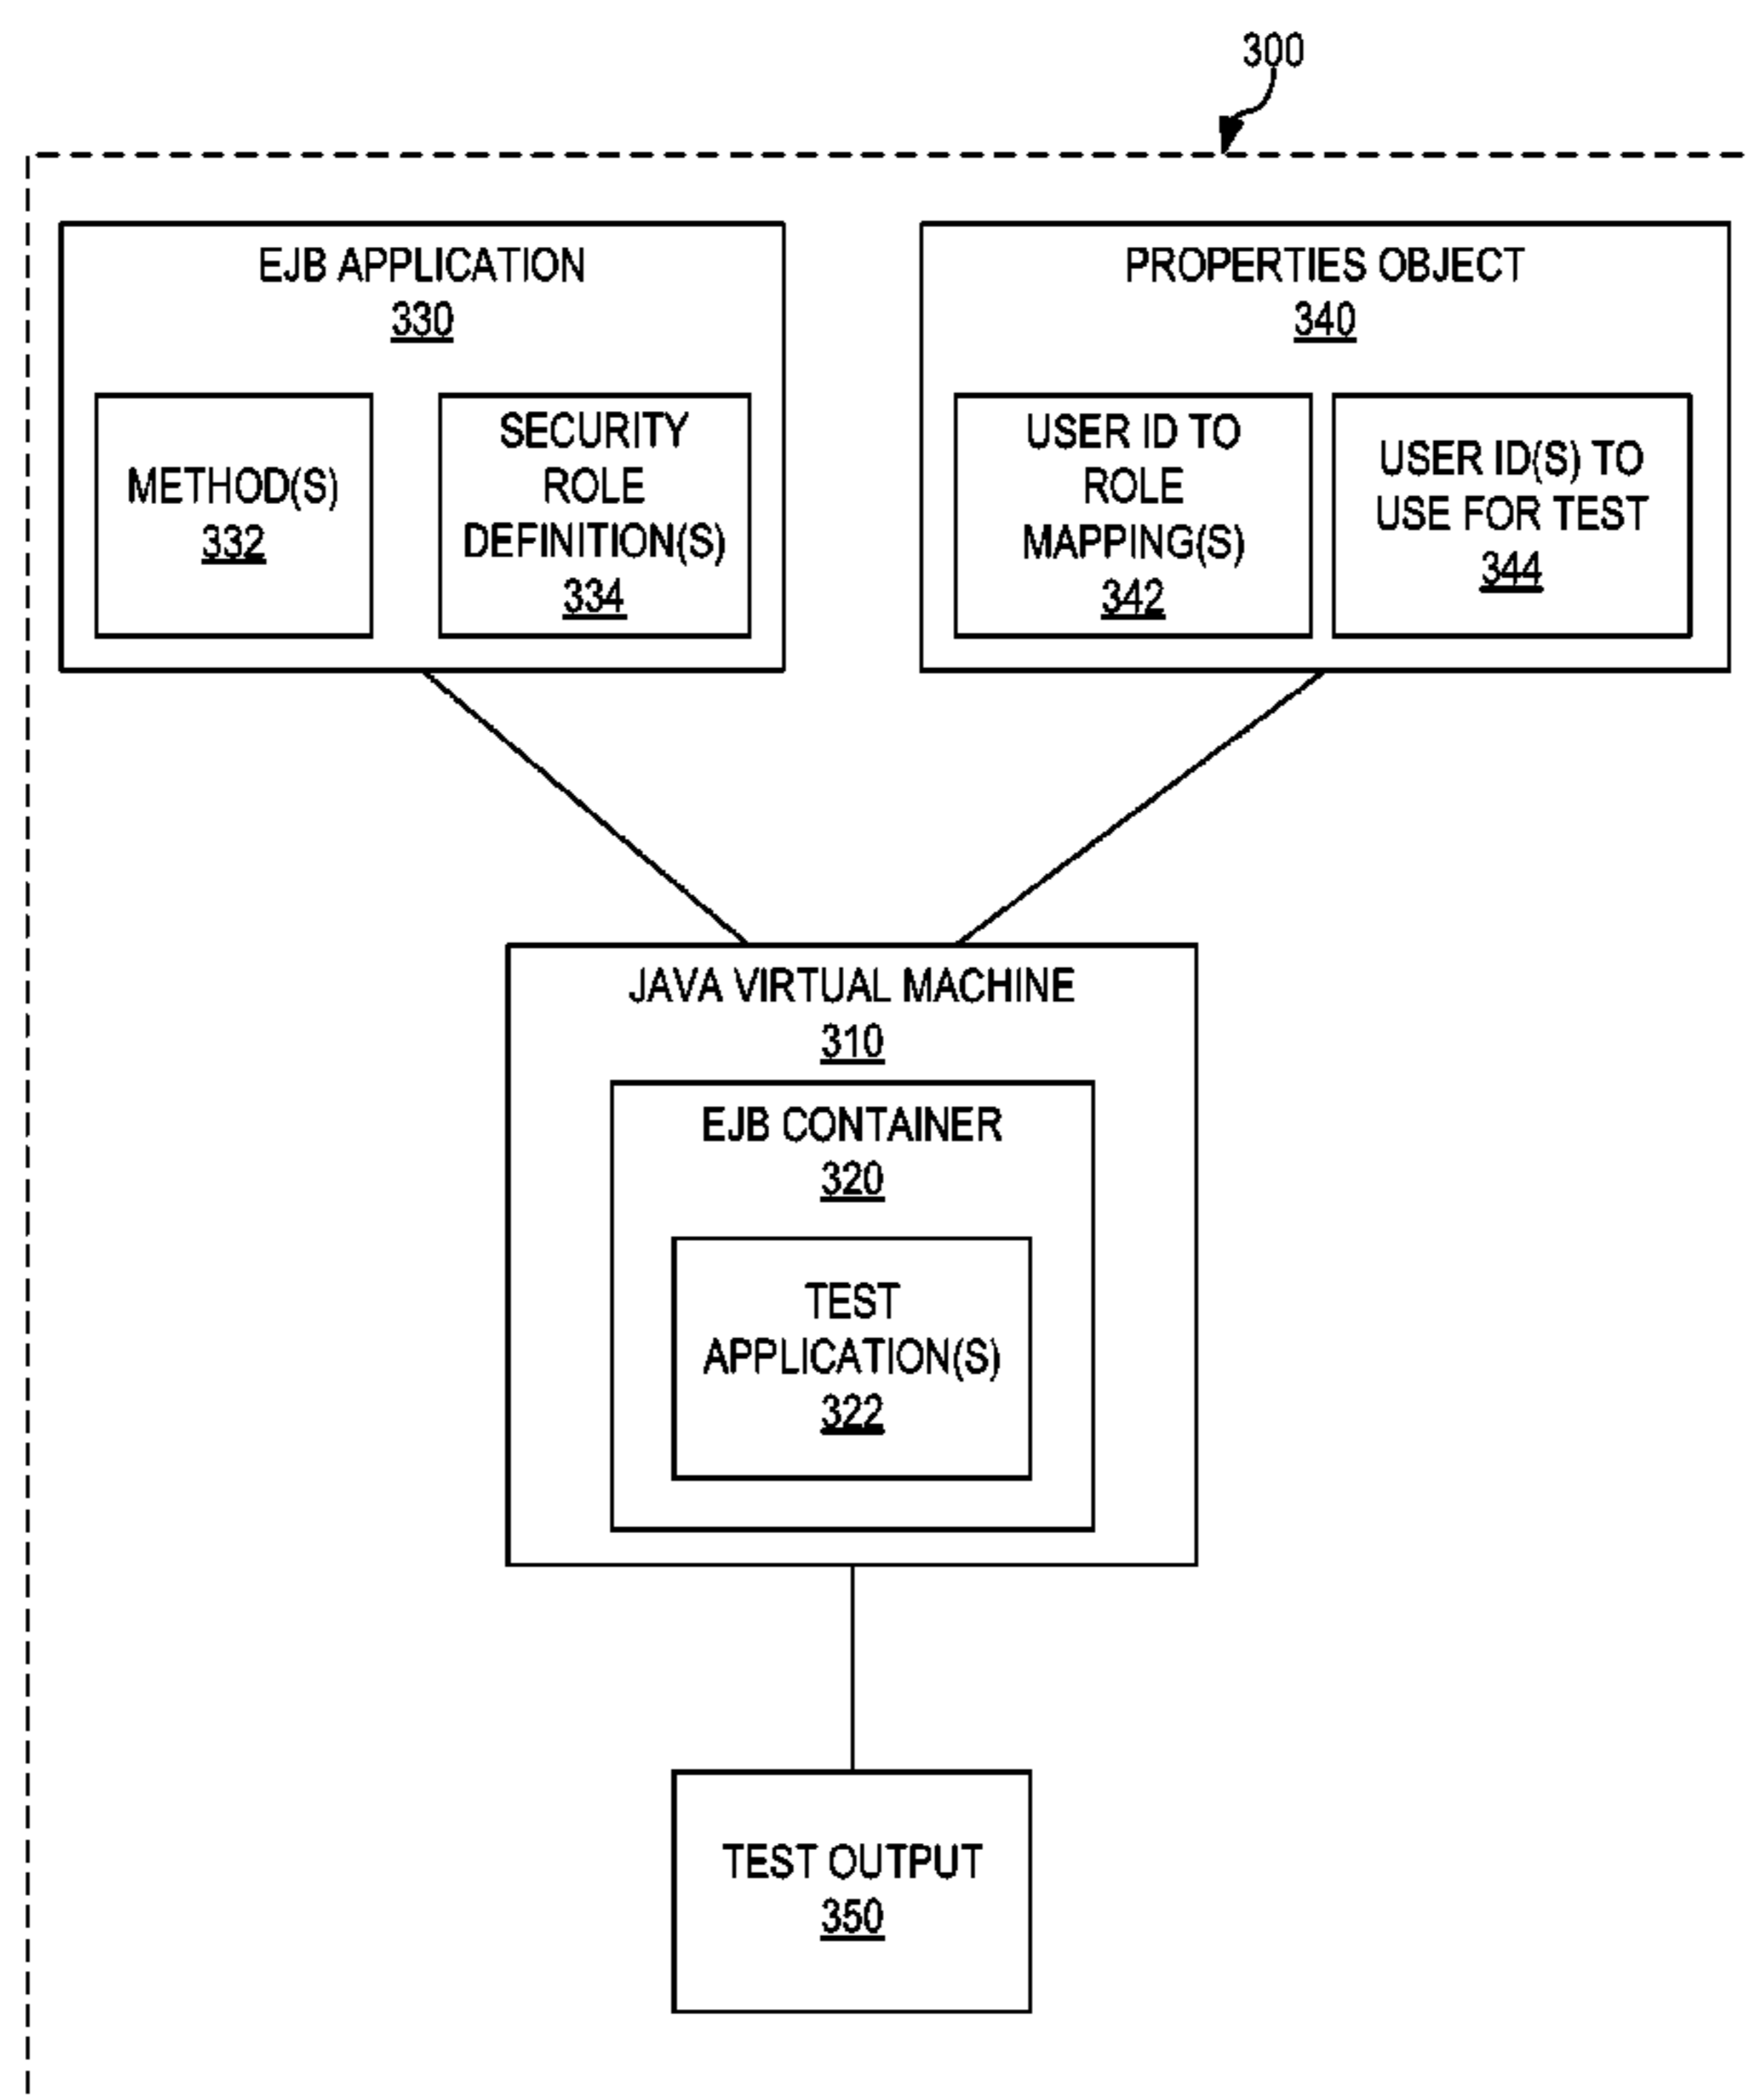 300
EJB APPLICATION
330
METHOD(S)
332
SECURITY
ROLE
DEFINITION(S)
334
PROPERTIES OBJECT
340
USER ID TO
ROLE
MAPPING(S)
342
USER ID(S) TO
USE FOR TEST
344
JAVA VIRTUAL MACHINE
310
EJB CONTAINER
320
TEST
APPLICATION(S)
322
TEST OUTPUT
350